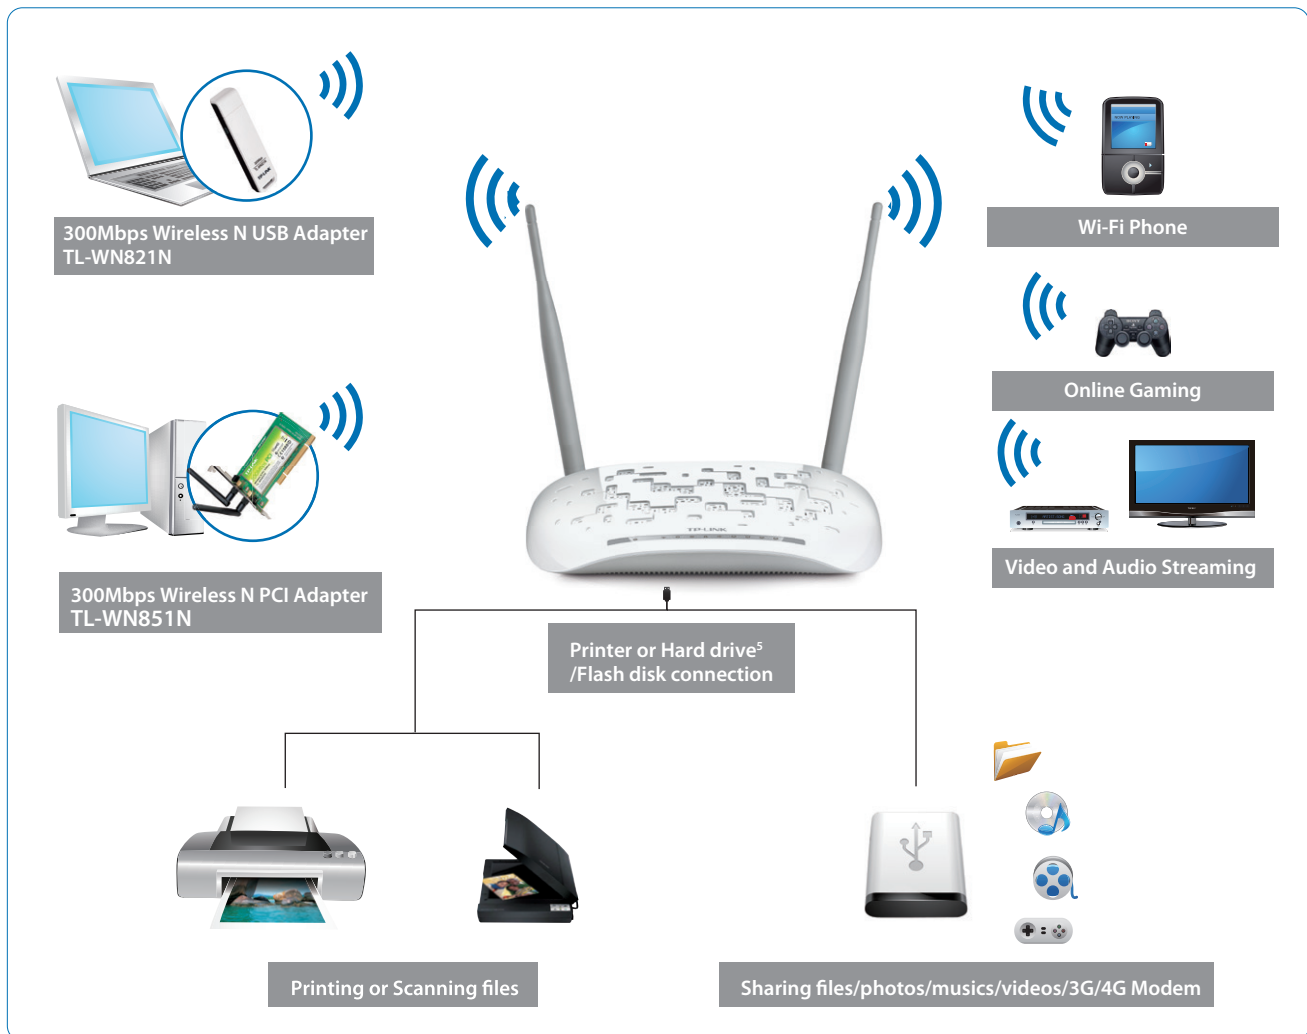 300Mbps Wireless N USB Adapter
TL-WN821N
Wi-Fi Phone
Online Gaming
TP-LINK
300Mbps Wireless N PCI Adapter
TL-WN851N
Video and Audio Streaming
Printer or Hard drive⁵
/Flash disk connection
Printing or Scanning files
Sharing files/photos/musics/videos/3G/4G Modem